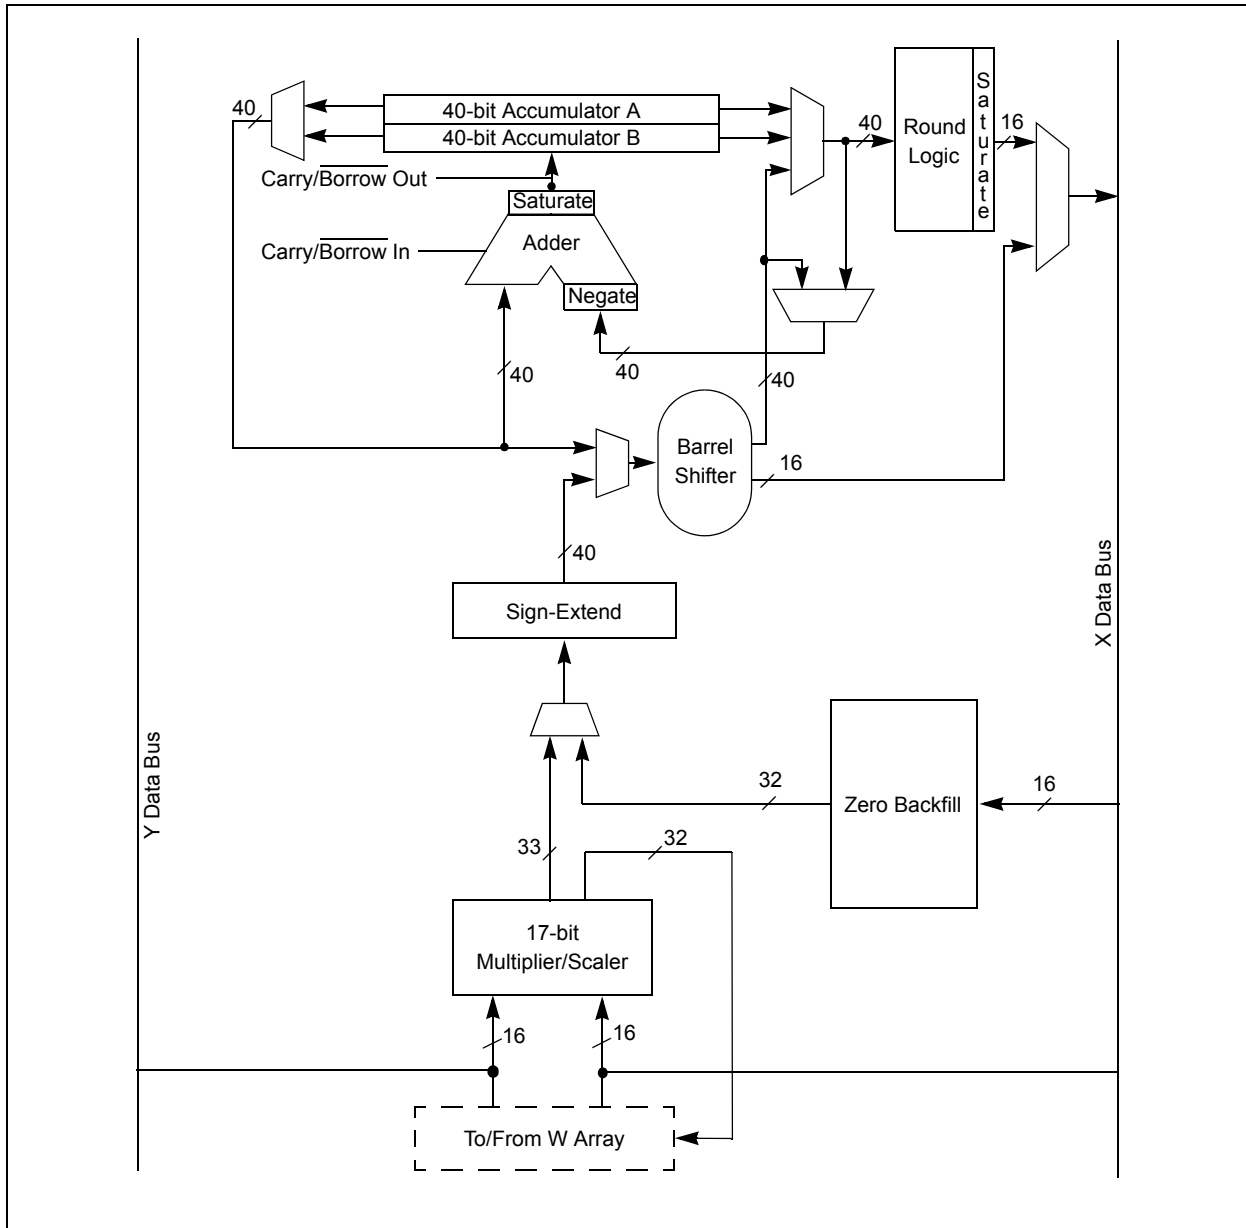 40
40-bit Accumulator A
40-bit Accumulator B
40
Round
Logic
Saturate
16
Carry/Borrow Out
Saturate
Carry/Borrow In
Adder
Negate
40
40
40
Barrel
Shifter
16
40
Sign-Extend
X Data Bus
Y Data Bus
32
Zero Backfill
16
33
32
17-bit
Multiplier/Scaler
16
16
To/From W Array